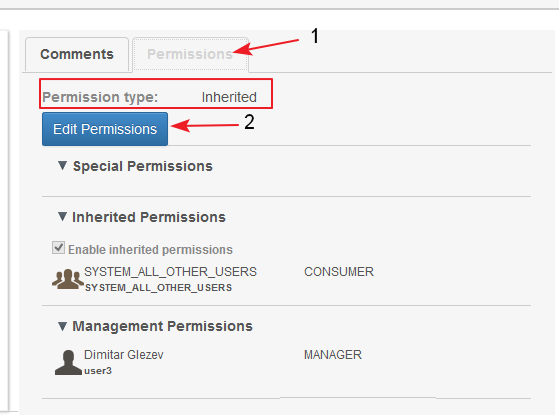 1
Comments Permissions
Permission type: Inherited
Edit Permissions 2
Special Permissions
Inherited Permissions
Enable inherited permissions
SYSTEM_ALL_OTHER_USERS CONSUMER
SYSTEM_ALL_OTHER_USERS
Management Permissions
Dimitar Glezev MANAGER
user3